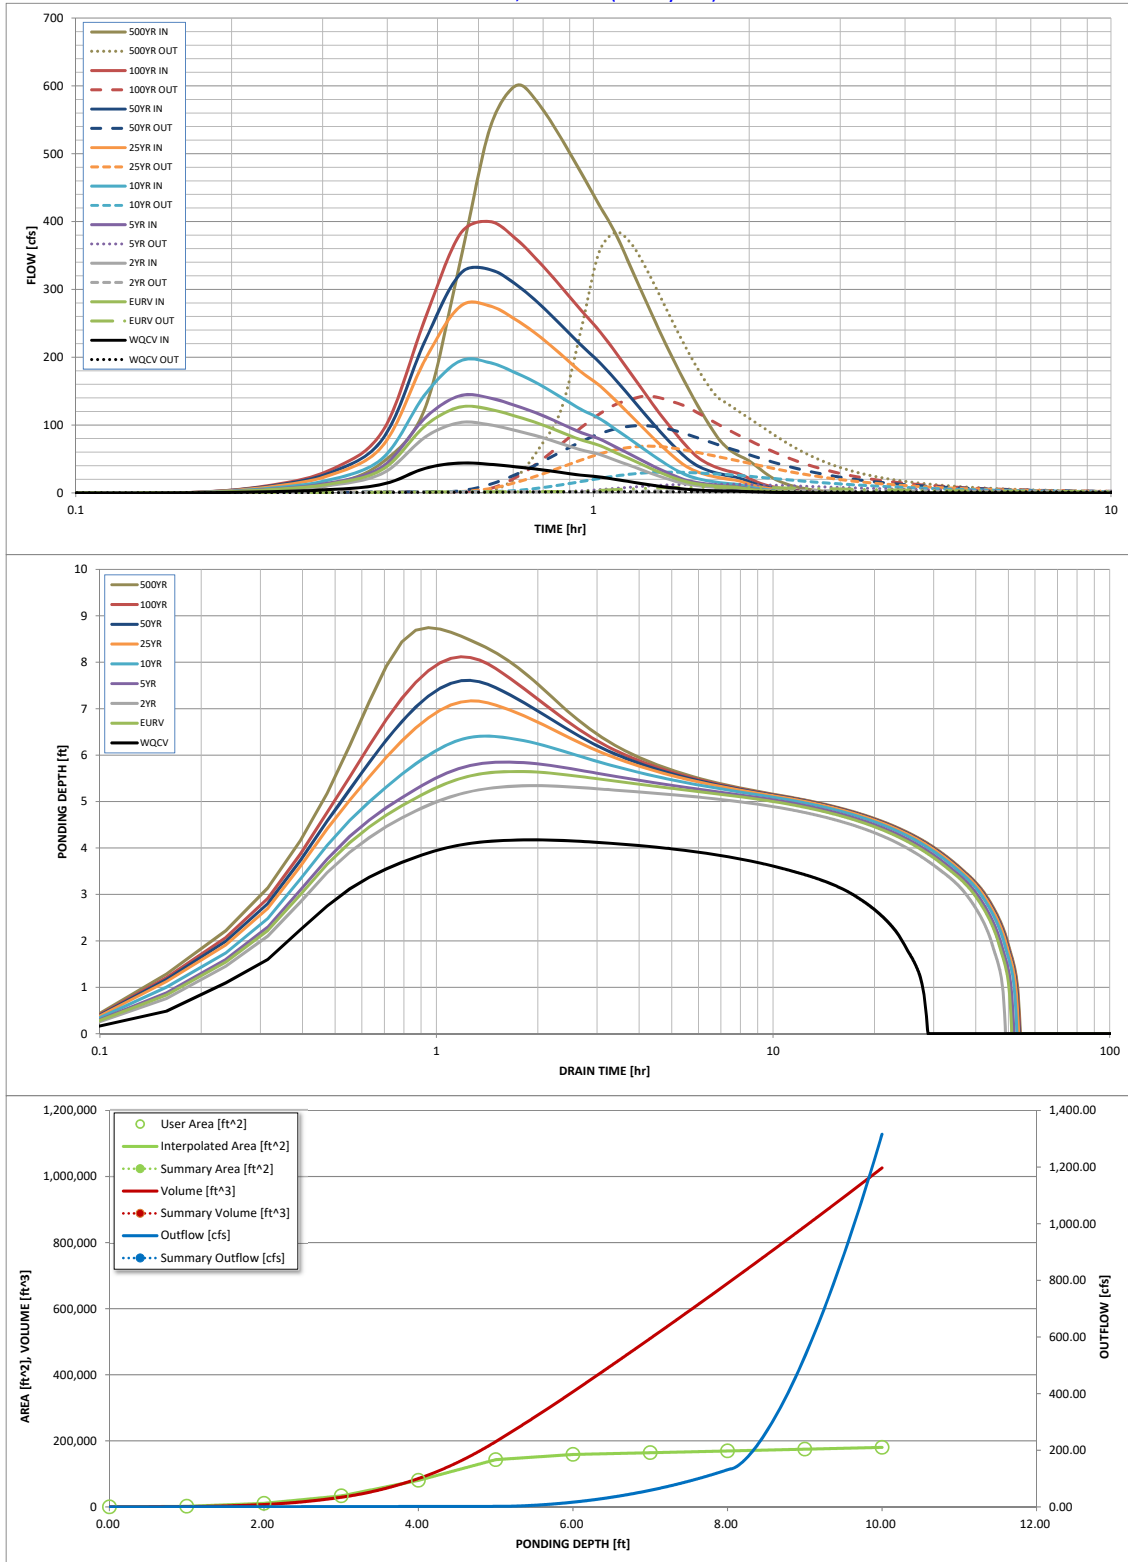 700
600
500
400
300
200
100
0
FLOW [cfs]
500YR IN
500YR OUT
100YR IN
100YR OUT
50YR IN
50YR OUT
25YR IN
25YR OUT
10YR IN
10YR OUT
5YR IN
5YR OUT
2YR IN
2YR OUT
EURV IN
EURV OUT
WQCV IN
WQCV OUT
0.1 1 10
TIME [hr]
10
9
8
7
6
5
4
3
2
1
0
PONDING DEPTH [ft]
500YR
100YR
50YR
25YR
10YR
5YR
2YR
EURV
WQCV
0.1 1 10 100
DRAIN TIME [hr]
1,200,000
1,000,000
800,000
600,000
400,000
200,000
0
AREA [ft^2], VOLUME [ft^3]
User Area [ft^2]
Interpolated Area [ft^2]
Summary Area [ft^2]
Volume [ft^3]
Summary Volume [ft^3]
Outflow [cfs]
Summary Outflow [cfs]
1,400.00
1,200.00
1,000.00
800.00
600.00
400.00
200.00
0.00
OUTFLOW [cfs]
0.00 2.00 4.00 6.00 8.00 10.00 12.00
PONDING DEPTH [ft]